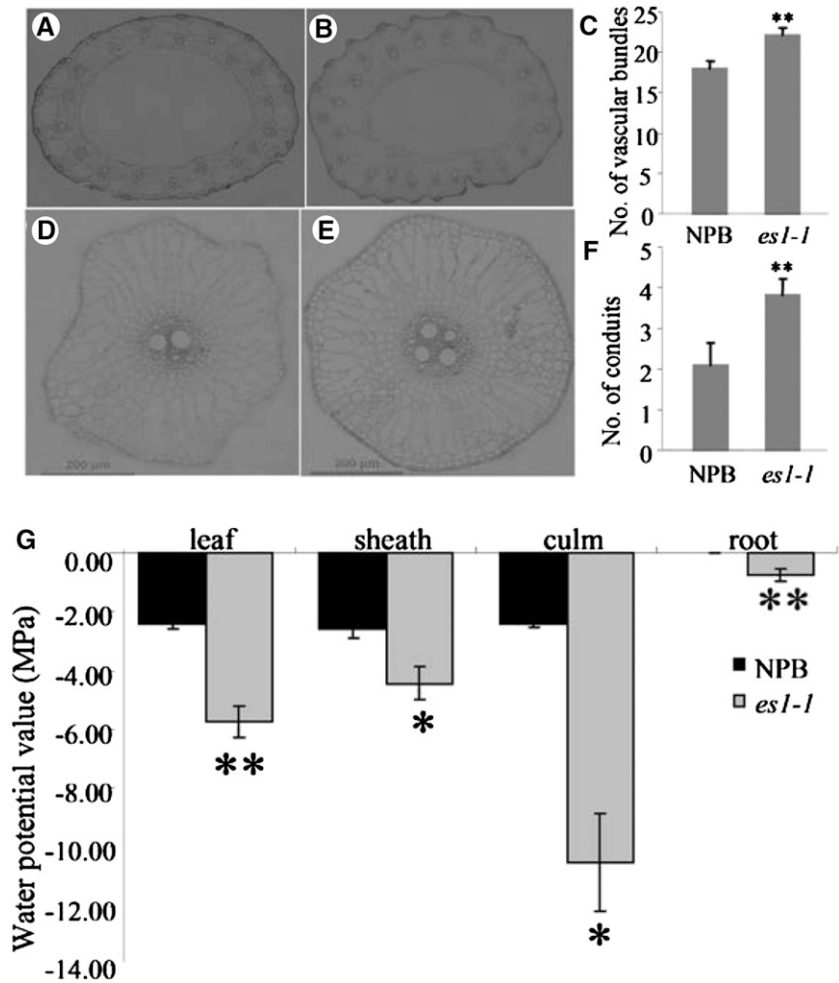 A
B
C
No. of vascular bundles
25
20
15
10
5
0
**
NPB
es1-1
D
200 μm
E
200 μm
F
No. of conduits
5
4
3
2
1
0
**
NPB
es1-1
G
leaf
sheath
culm
root
Water potential value (MPa)
0.00
-2.00
-4.00
-6.00
-8.00
-10.00
-12.00
-14.00
**
*
*
**
NPB
es1-1